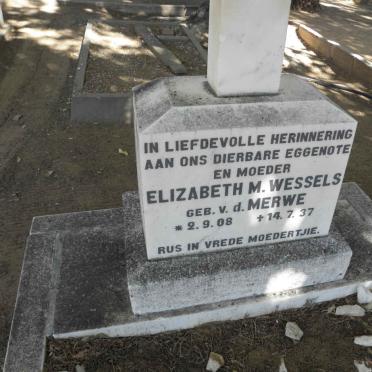 IN LIEFDEVOLLE HERINNERING
AAN ONS DIERBARE EGGENOTE
EN MOEDER
ELIZABETH M. WESSELS
GEB. v. d. MERWE
* 2.9.08 + 14.7.37
RUS IN VREDE MOEDERTJIE.